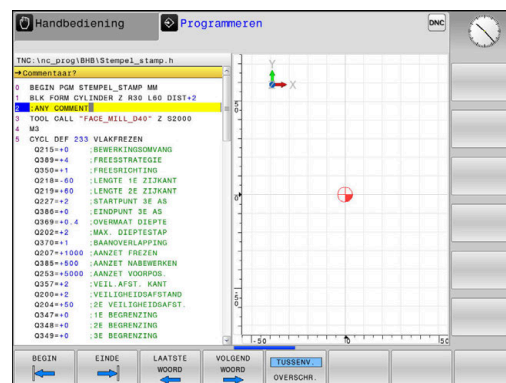 Handbediening
Programmeren
DNC
TNC:\nc_prog\BHB\Stempel_stamp.h
→Commentaar?
0 BEGIN PGM STEMPEL_STAMP MM
1 BLK FORM CYLINDER Z R30 L60 DIST+2
2 ;ANY COMMENT
3 TOOL CALL "FACE_MILL_D40" Z S2000
4 M3
5 CYCL DEF 233 VLAKFREZEN
Q215=+0 ;BEWERKINGSOMVANG
Q389=+4 ;FREESSTRATEGIE
Q350=+1 ;FREESRICHTING
Q218=-60 ;LENGTE 1E ZIJKANT
Q219=+60 ;LENGTE 2E ZIJKANT
Q227=+2 ;STARTPUNT 3E AS
Q386=+0 ;EINDPUNT 3E AS
Q369=+0.4 ;OVERMAAT DIEPTE
Q202=+2 ;MAX. DIEPTESTAP
Q370=+1 ;BAANOVERLAPPING
Q207=+1000 ;AANZET FREZEN
Q385=+500 ;AANZET NABEWERKEN
Q253=+5000 ;AANZET VOORPOS.
Q357=+2 ;VEIL.AFST. KANT
Q200=+2 ;VEILIGHEIDSAFSTAND
Q204=+50 ;2E VEILIGHEIDSAFST.
Q347=+0 ;1E BEGRENZING
Q348=+0 ;2E BEGRENZING
Q349=+0 ;3E BEGRENZING
Y
X
50
0
-50
-50
0
50
BEGIN
EINDE
LAATSTE WOORD
VOLGEND WOORD
TUSSENV.
OVERSCHR.